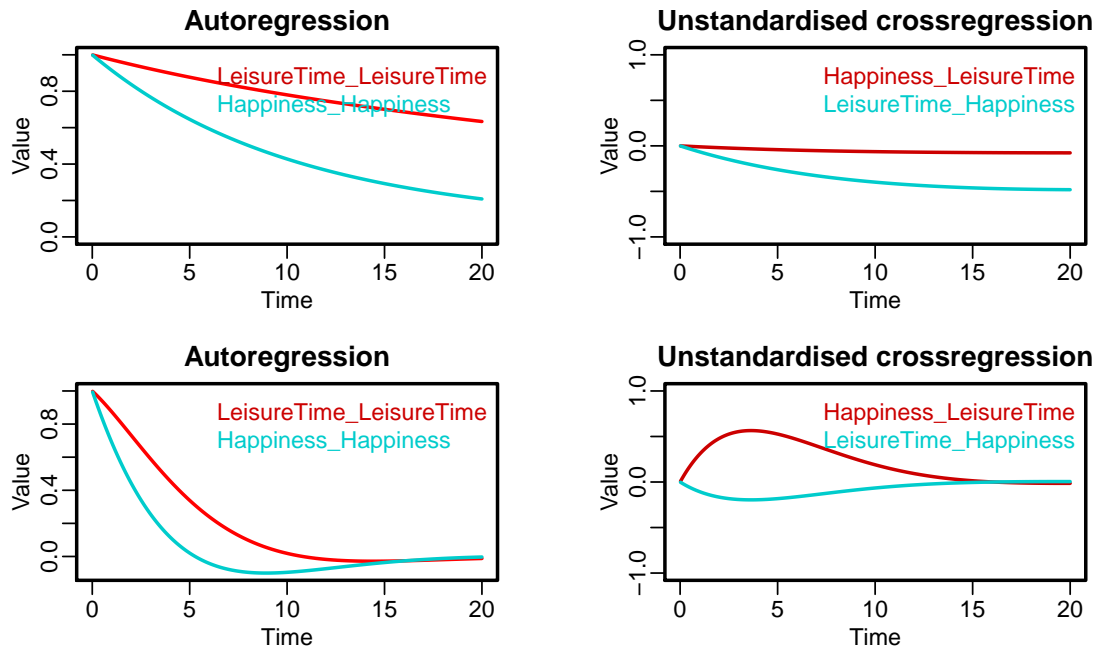 Autoregression
LeisureTime_LeisureTime
Happiness_Happiness
Value
0.0 0.4 0.8
0 5 10 15 20
Time
Unstandardised crossregression
Happiness_LeisureTime
LeisureTime_Happiness
Value
−1.0 0.0 1.0
0 5 10 15 20
Time
Autoregression
LeisureTime_LeisureTime
Happiness_Happiness
Value
0.0 0.4 0.8
0 5 10 15 20
Time
Unstandardised crossregression
Happiness_LeisureTime
LeisureTime_Happiness
Value
−1.0 0.0 1.0
0 5 10 15 20
Time